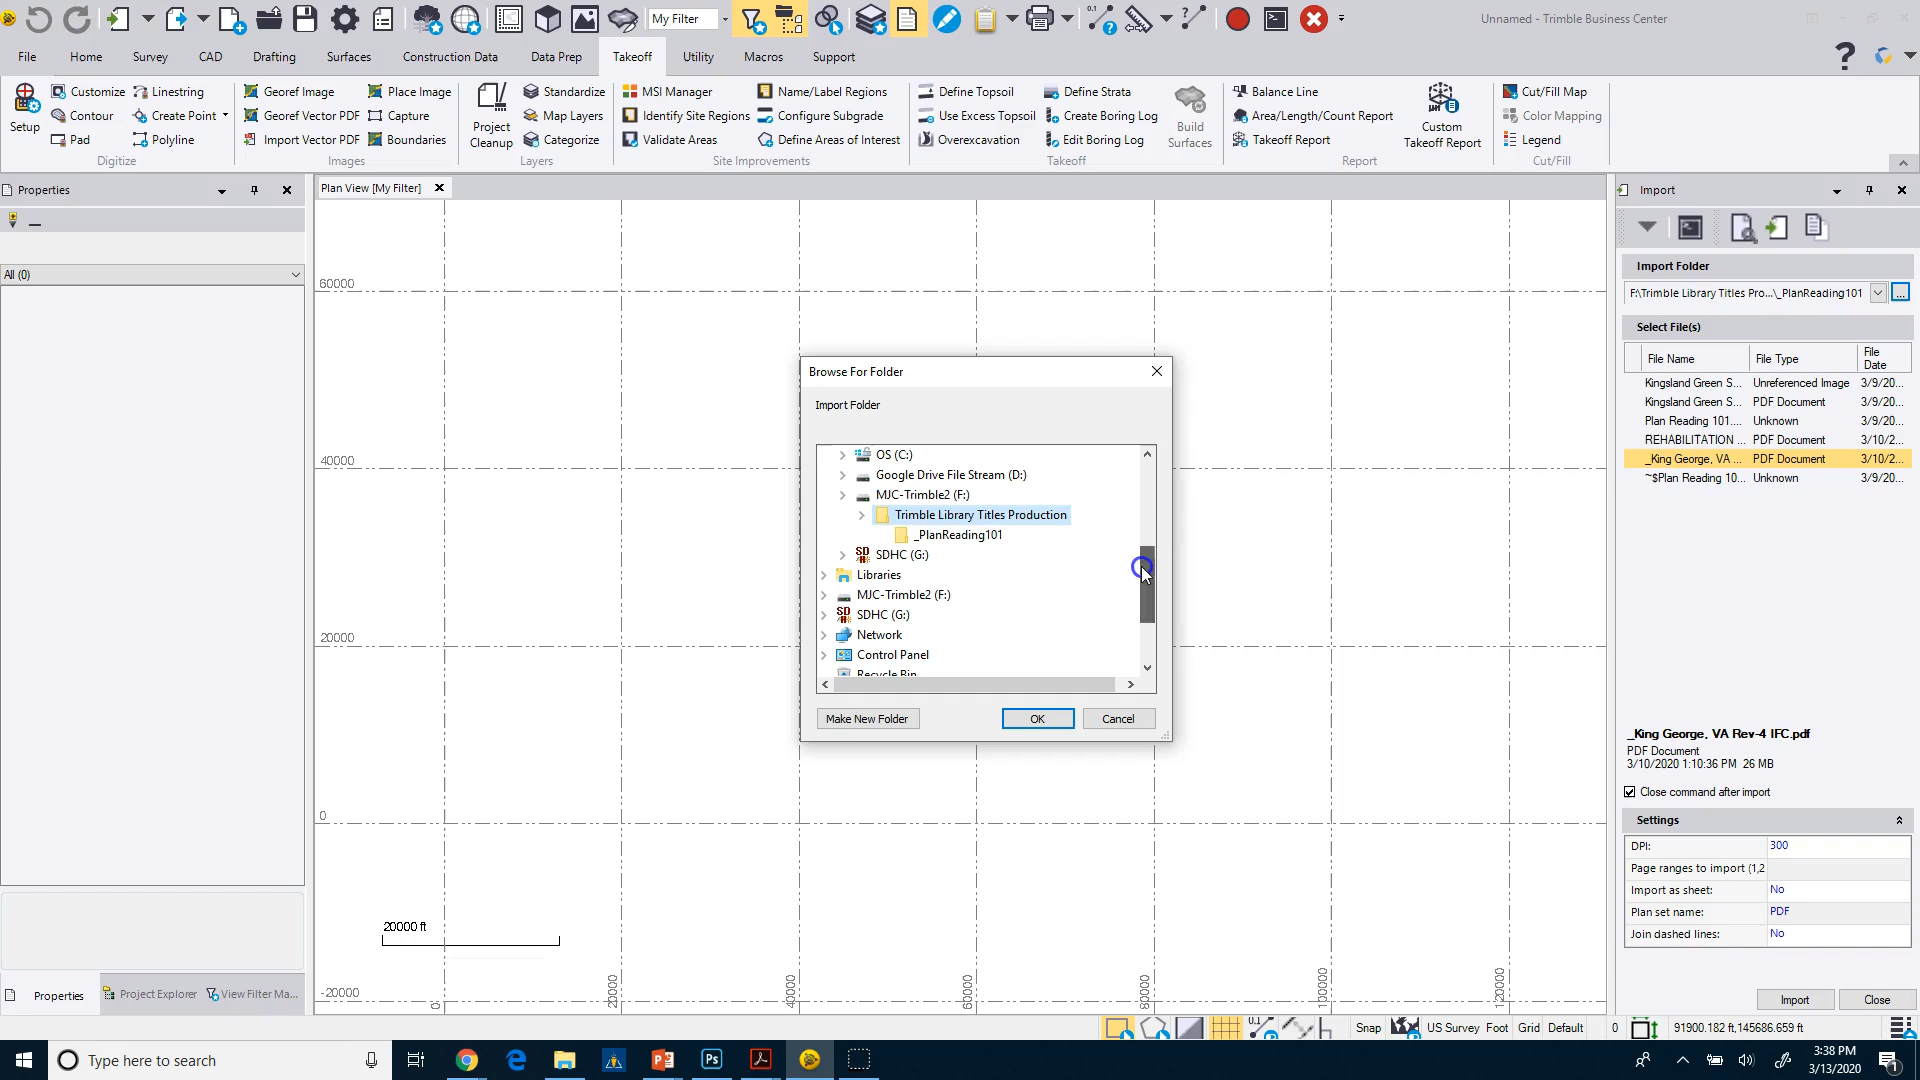 My Filter
Unnamed - Trimble Business Center
File Home Survey CAD Drafting Surfaces Construction Data Data Prep Takeoff Utility Macros Support
Setup
Customize
Contour
Pad
Linestring
Create Point
Polyline
Digitize
Georef Image
Georef Vector PDF
Import Vector PDF
Place Image
Capture
Boundaries
Images
Project
Cleanup
Standardize
Map Layers
Categorize
Layers
MSI Manager
Identify Site Regions
Validate Areas
Name/Label Regions
Configure Subgrade
Define Areas of Interest
Site Improvements
Define Topsoil
Use Excess Topsoil
Overexcavation
Define Strata
Create Boring Log
Edit Boring Log
Build
Surfaces
Takeoff
Balance Line
Area/Length/Count Report
Takeoff Report
Custom
Takeoff Report
Report
Cut/Fill Map
Color Mapping
Legend
Cut/Fill
Properties
All (0)
Properties Project Explorer View Filter Ma...
Plan View [My Filter]
60000
40000
20000
0
-20000
20000 ft
0
20000
40000
60000
80000
100000
120000
Browse For Folder
Import Folder
OS (C:)
Google Drive File Stream (D:)
MJC-Trimble2 (F:)
Trimble Library Titles Production
_PlanReading101
SDHC (G:)
Libraries
MJC-Trimble2 (F:)
SDHC (G:)
Network
Control Panel
Recycle Bin
Make New Folder OK Cancel
Import
Import Folder
F:\Trimble Library Titles Pro...\_PlanReading101 ...
Select File(s)
File Name File Type File Date
Kingsland Green S... Unreferenced Image 3/9/20...
Kingsland Green S... PDF Document 3/9/20...
Plan Reading 101.... Unknown 3/9/20...
REHABILITATION ... PDF Document 3/10/2...
_King George, VA ... PDF Document 3/10/2...
~$Plan Reading 10... Unknown 3/9/20...
_King George, VA Rev-4 IFC.pdf
PDF Document
3/10/2020 1:10:36 PM 26 MB
Close command after import
Settings
DPI: 300
Page ranges to import (1,2
Import as sheet: No
Plan set name: PDF
Join dashed lines: No
Import Close
Snap US Survey Foot Grid Default 0 91900.182 ft,145686.659 ft
Type here to search
3:38 PM
3/13/2020
1